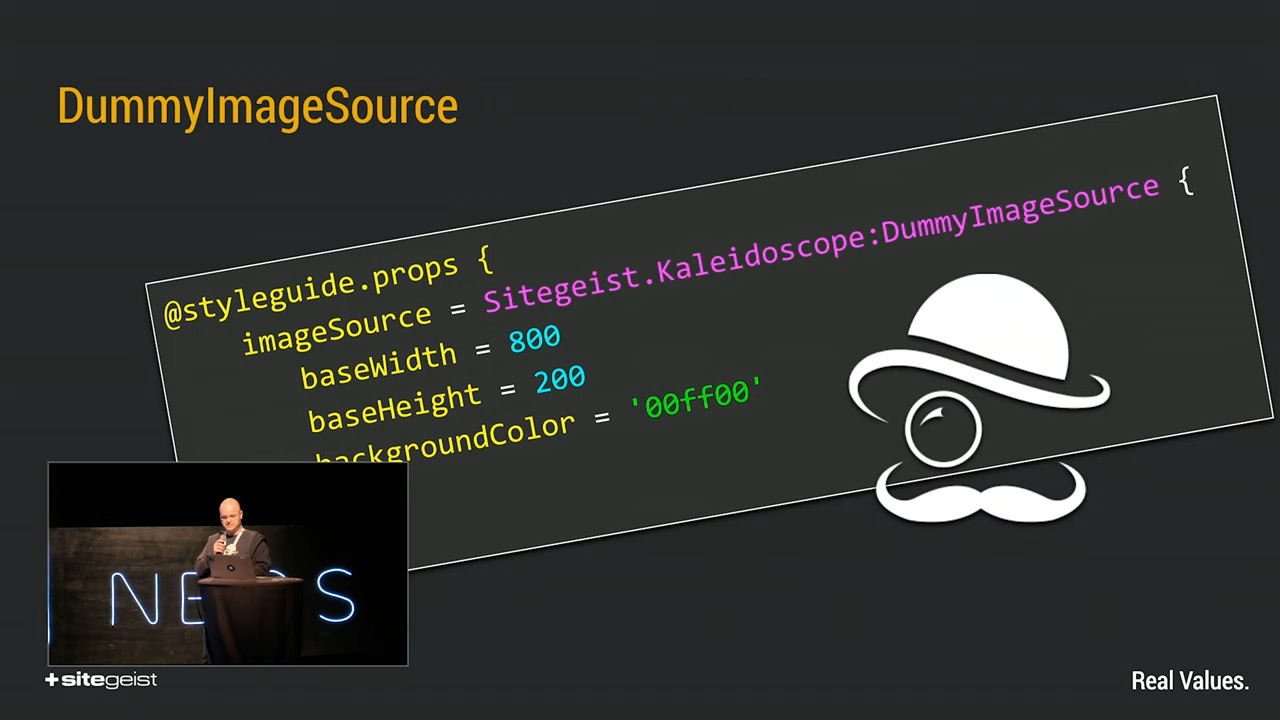 DummyImageSource
@styleguide.props {
imageSource = Sitegeist.Kaleidoscope:DummyImageSource {
baseWidth = 800
baseHeight = 200
backgroundColor = '00ff00'
NEOS
+sitegeist
Real Values.